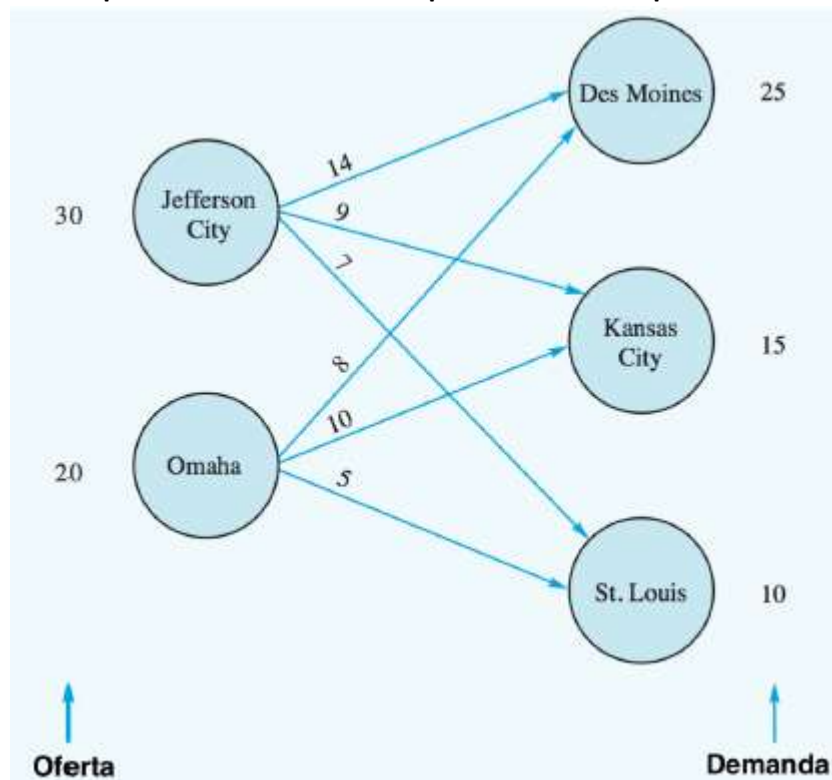 Des Moines
25
Jefferson
City
30
14
9
7
Kansas
City
15
8
10
5
Omaha
20
St. Louis
10
Oferta
Demanda